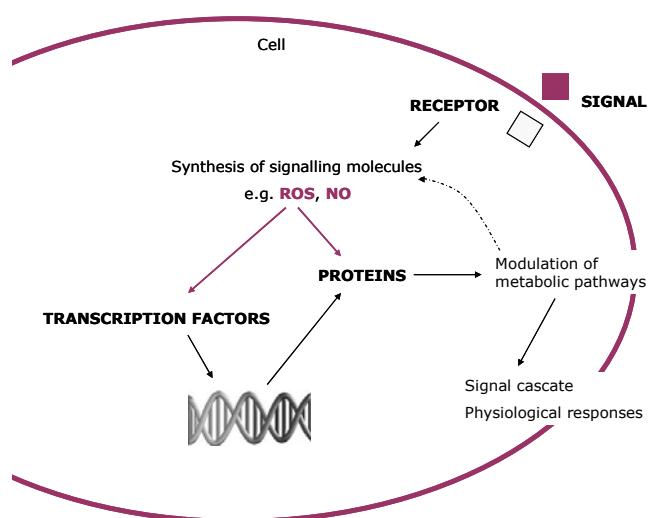 Cell
SIGNAL
RECEPTOR
Synthesis of signalling molecules
e.g. ROS, NO
PROTEINS
Modulation of
metabolic pathways
TRANSCRIPTION FACTORS
Signal cascate
Physiological responses